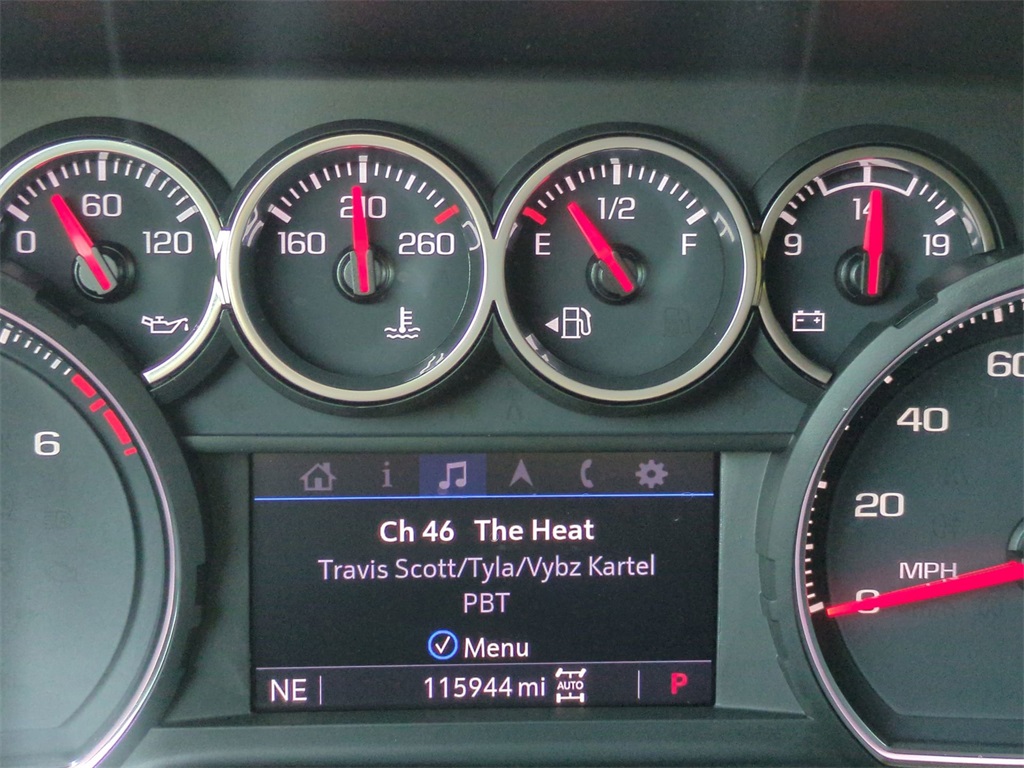 0 60 120
160 210 260
E 1/2 F
9 14 19
6
60
40
20
MPH
0
i
Ch 46 The Heat
Travis Scott/Tyla/Vybz Kartel
PBT
Menu
NE 115944 mi AUTO P